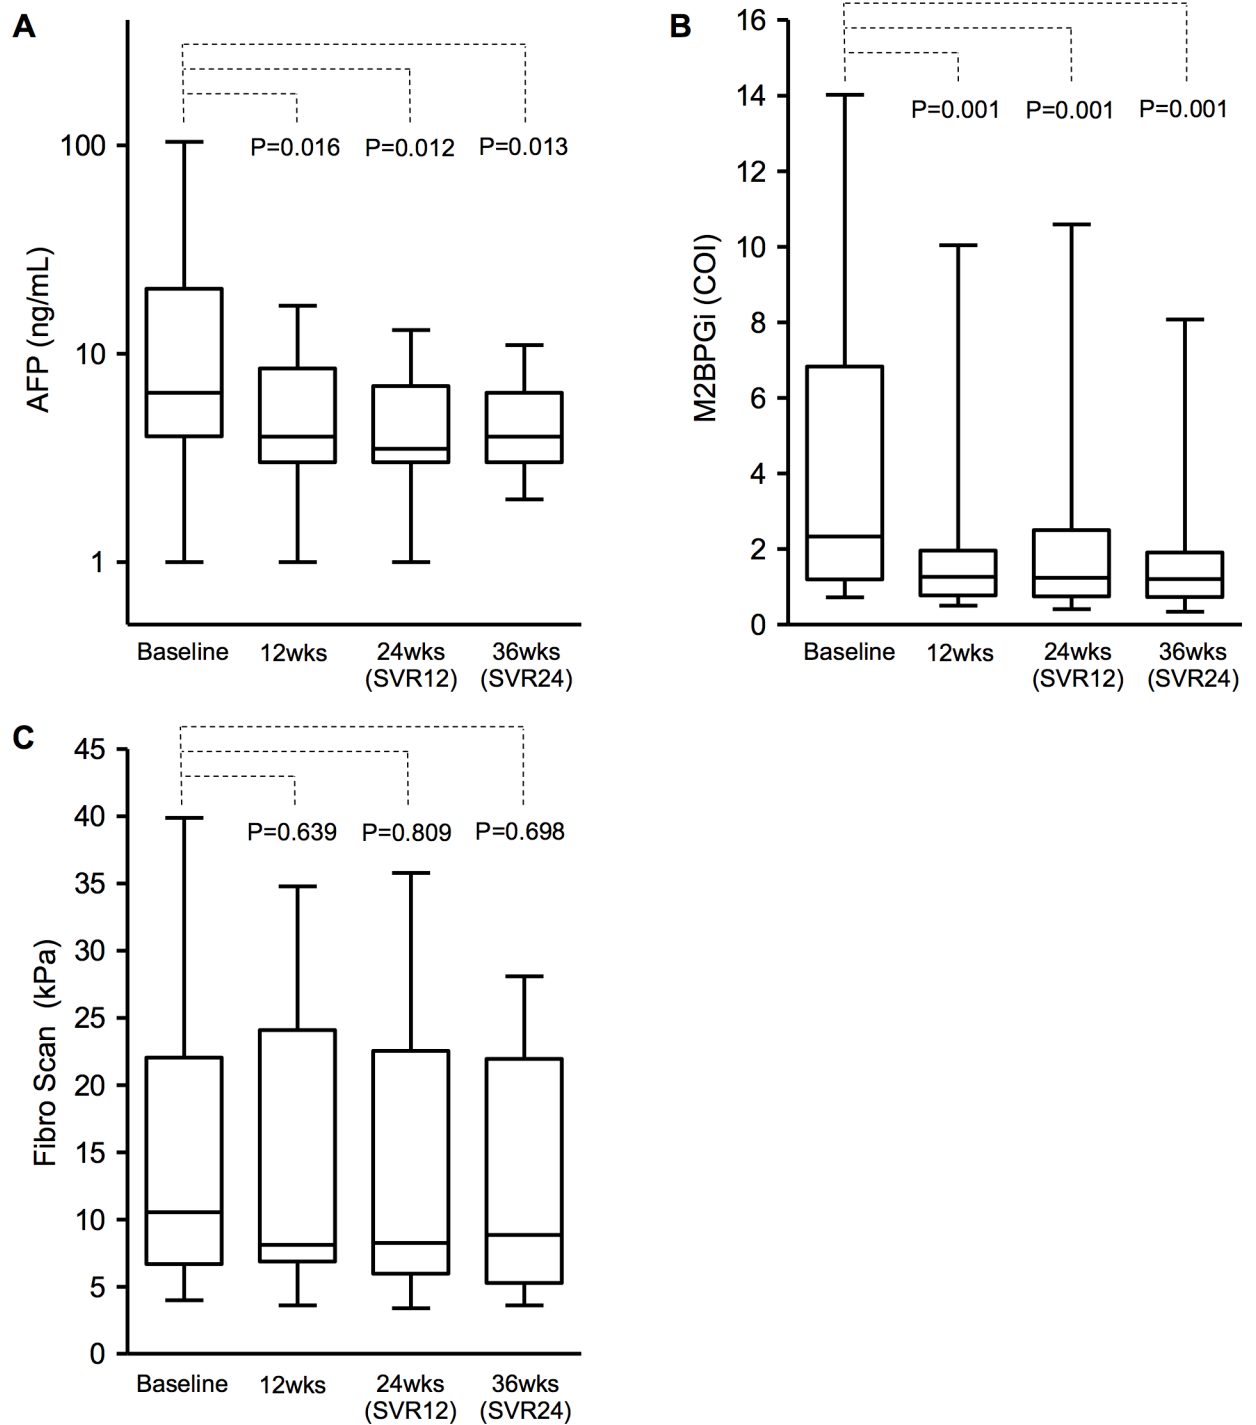 A
AFP (ng/mL)
100
10
1
P=0.016
P=0.012
P=0.013
Baseline
12wks
24wks
(SVR12)
36wks
(SVR24)
B
M2BPGi (COI)
16
14
12
10
8
6
4
2
0
P=0.001
P=0.001
P=0.001
Baseline
12wks
24wks
(SVR12)
36wks
(SVR24)
C
Fibro Scan (kPa)
45
40
35
30
25
20
15
10
5
0
P=0.639
P=0.809
P=0.698
Baseline
12wks
24wks
(SVR12)
36wks
(SVR24)